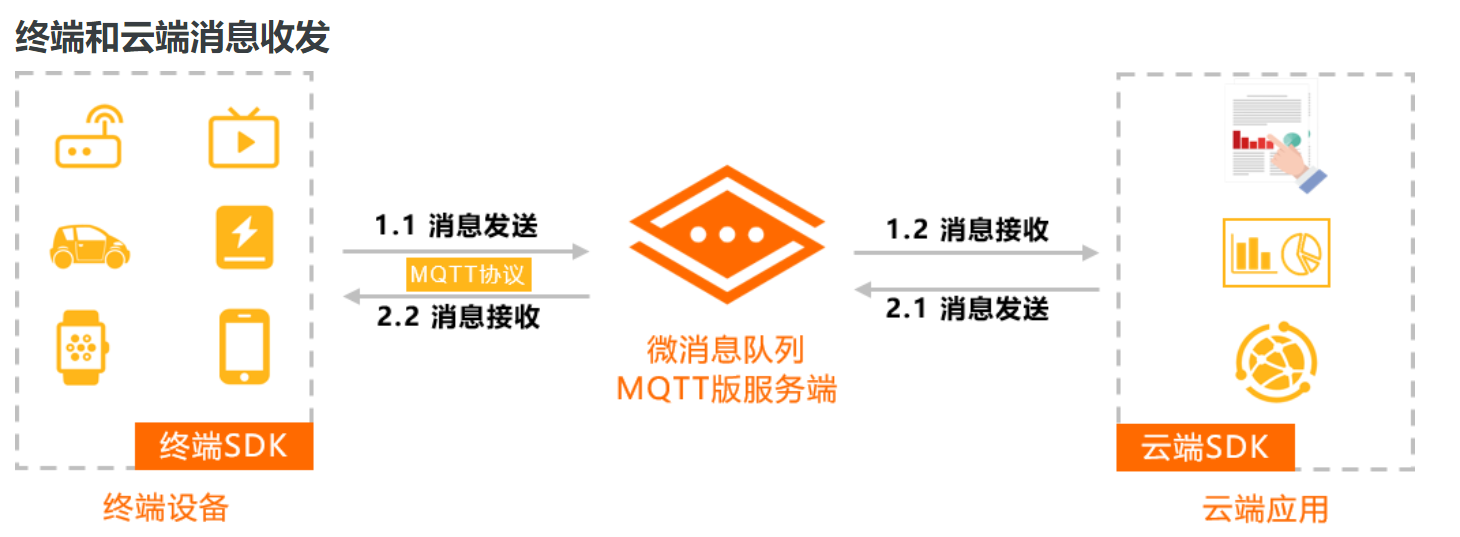 终端和云端消息收发
1.1 消息发送
MQTT协议
2.2 消息接收
微消息队列
MQTT版服务端
1.2 消息接收
2.1 消息发送
终端SDK
云端SDK
终端设备
云端应用